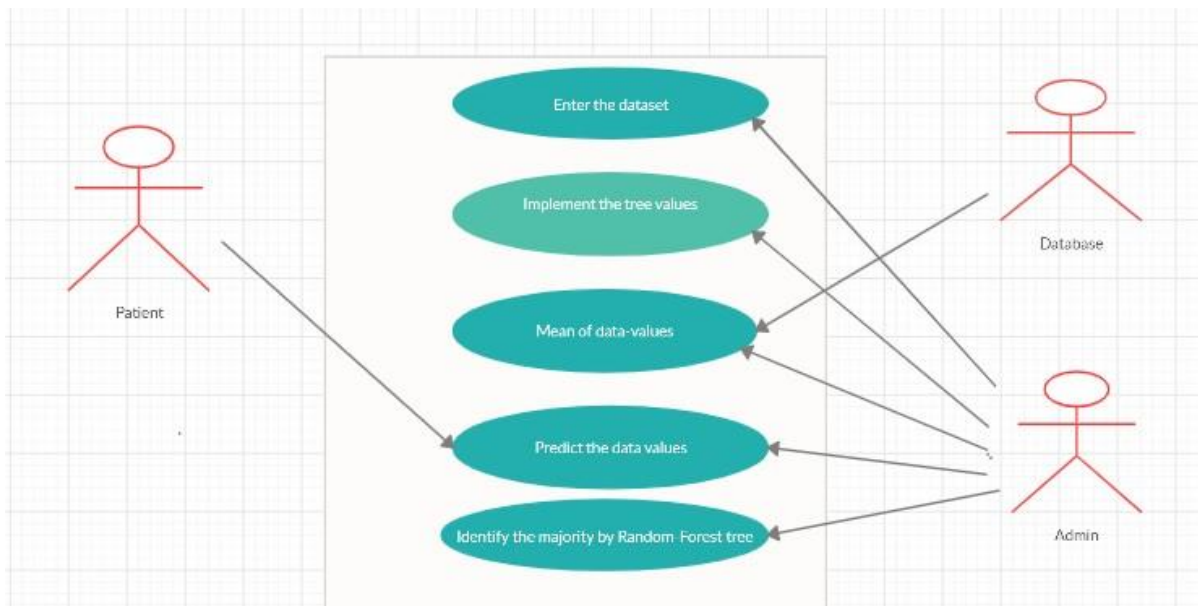 Enter the dataset
Implement the tree values
Mean of data-values
Predict the data values
Identify the majority by Random-Forest tree
Patient
Database
Admin